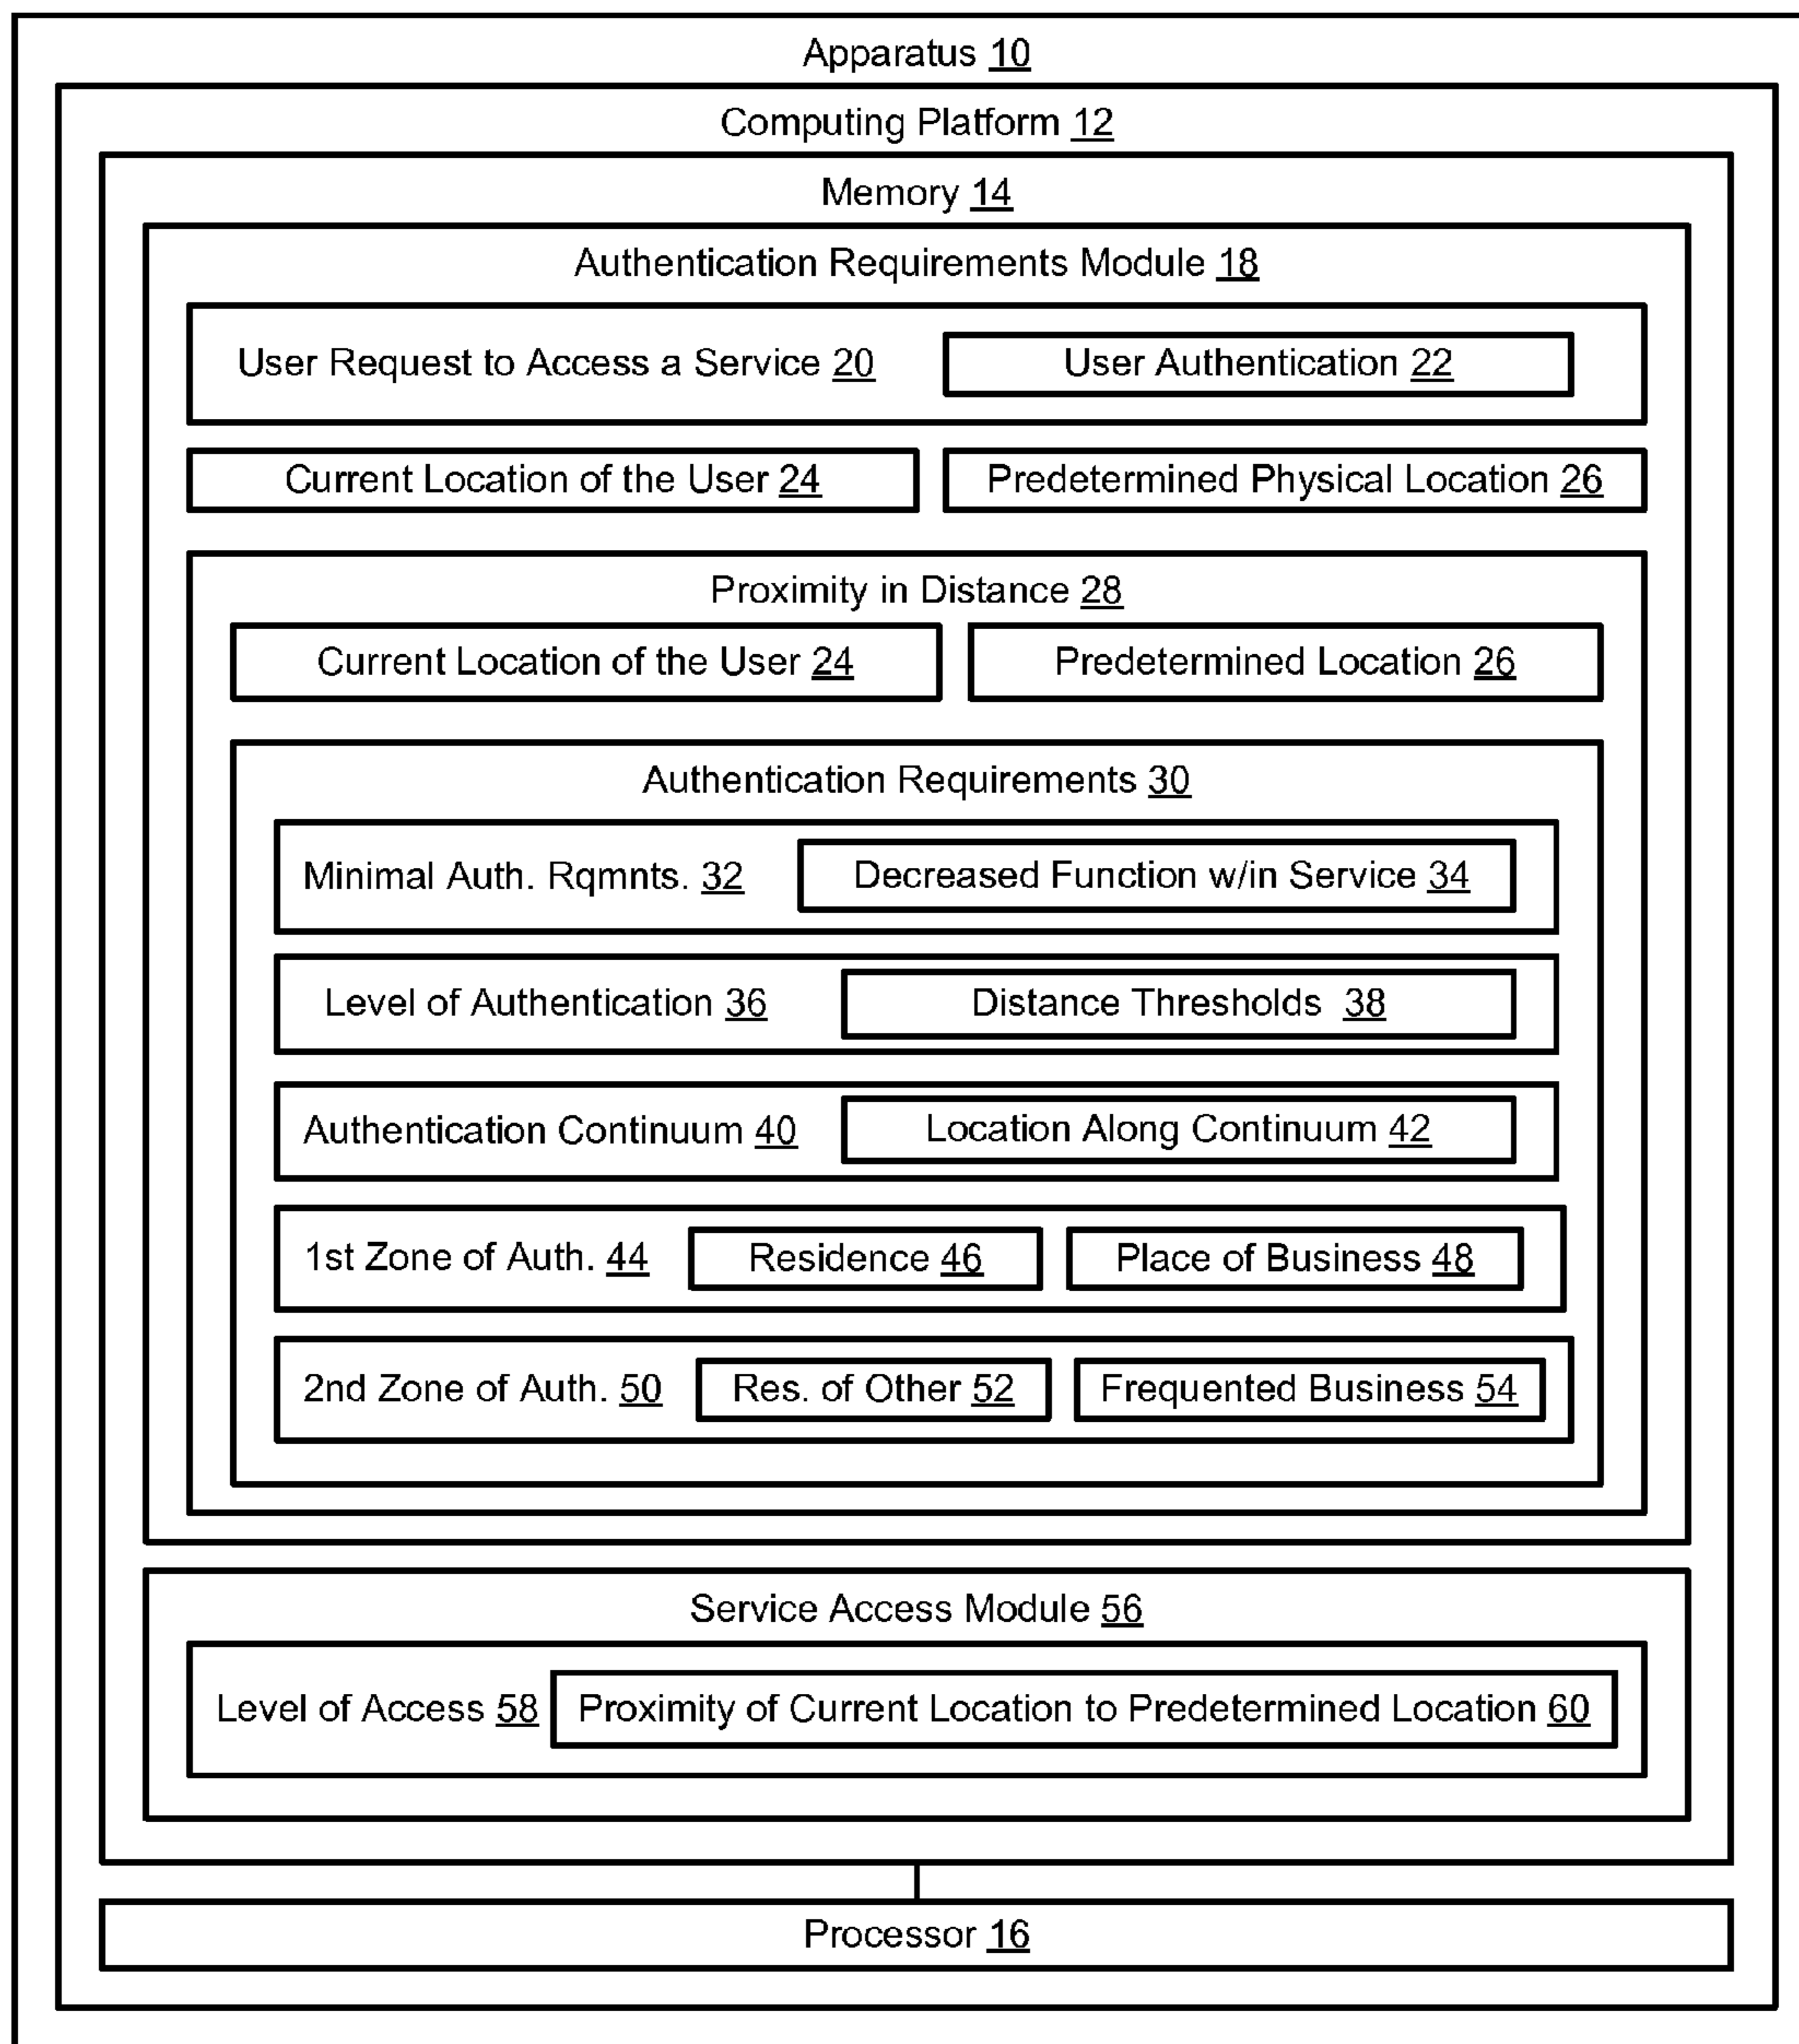 Apparatus 10
Computing Platform 12
Memory 14
Authentication Requirements Module 18
User Request to Access a Service 20
User Authentication 22
Current Location of the User 24
Predetermined Physical Location 26
Proximity in Distance 28
Current Location of the User 24
Predetermined Location 26
Authentication Requirements 30
Minimal Auth. Rqmnts. 32
Decreased Function w/in Service 34
Level of Authentication 36
Distance Thresholds 38
Authentication Continuum 40
Location Along Continuum 42
1st Zone of Auth. 44
Residence 46
Place of Business 48
2nd Zone of Auth. 50
Res. of Other 52
Frequented Business 54
Service Access Module 56
Level of Access 58
Proximity of Current Location to Predetermined Location 60
Processor 16